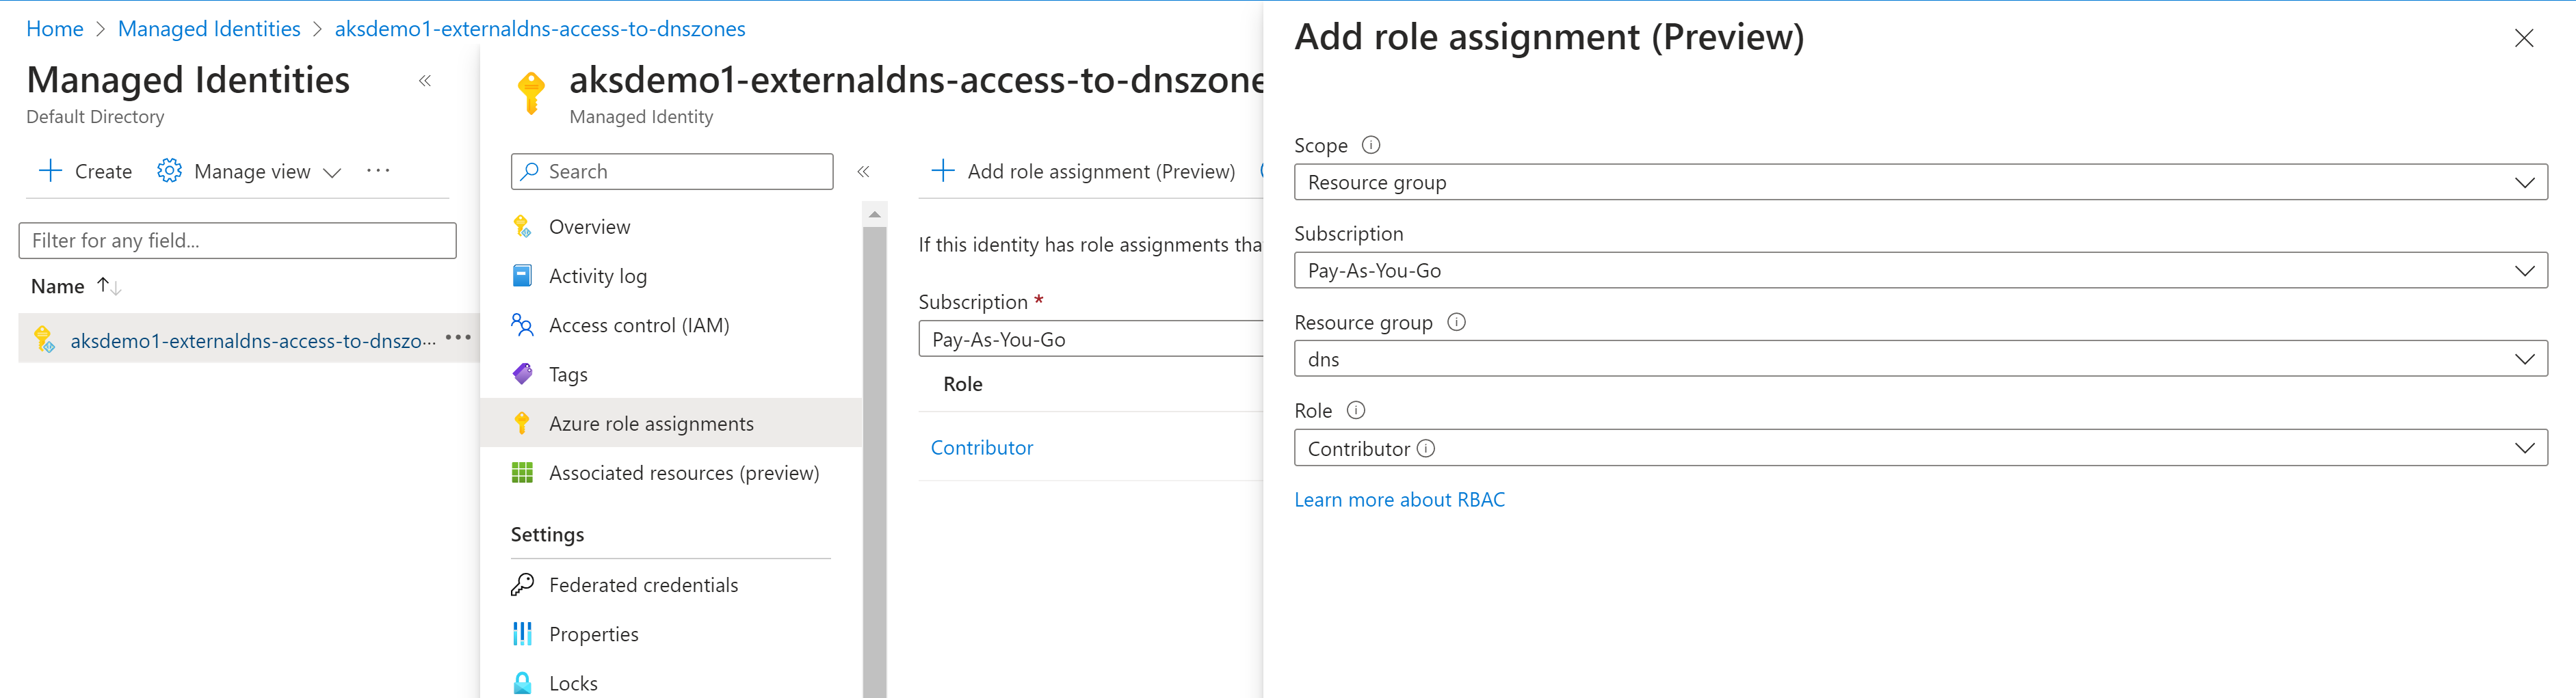 Home > Managed Identities > aksdemo1-externaldns-access-to-dnszones
Managed Identities
Default Directory
Create
Manage view
Filter for any field...
Name
aksdemo1-externaldns-access-to-dnszo...
aksdemo1-externaldns-access-to-dnszone
Managed Identity
Search
Overview
Activity log
Access control (IAM)
Tags
Azure role assignments
Associated resources (preview)
Settings
Federated credentials
Properties
Locks
Add role assignment (Preview)
If this identity has role assignments tha
Subscription *
Pay-As-You-Go
Role
Contributor
Add role assignment (Preview)
Scope
Resource group
Subscription
Pay-As-You-Go
Resource group
dns
Role
Contributor
Learn more about RBAC